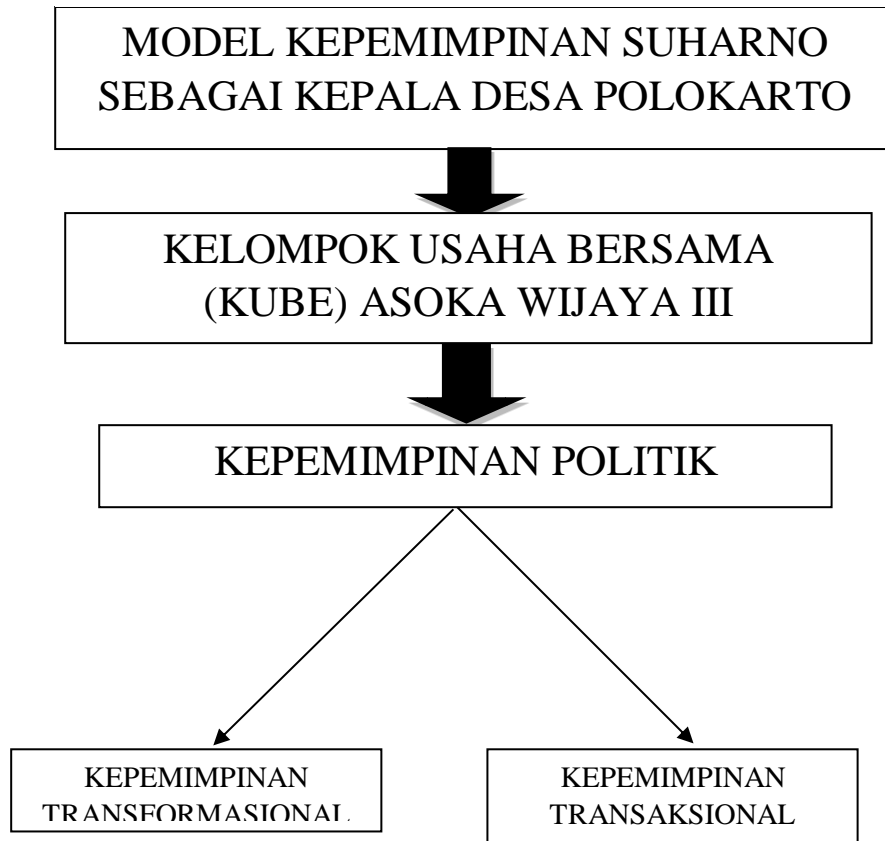 MODEL KEPEMIMPINAN SUHARNO
SEBAGAI KEPALA DESA POLOKARTO
KELOMPOK USAHA BERSAMA
(KUBE) ASOKA WIJAYA III
KEPEMIMPINAN POLITIK
KEPEMIMPINAN
TRANSFORMASIONAL
KEPEMIMPINAN
TRANSAKSIONAL